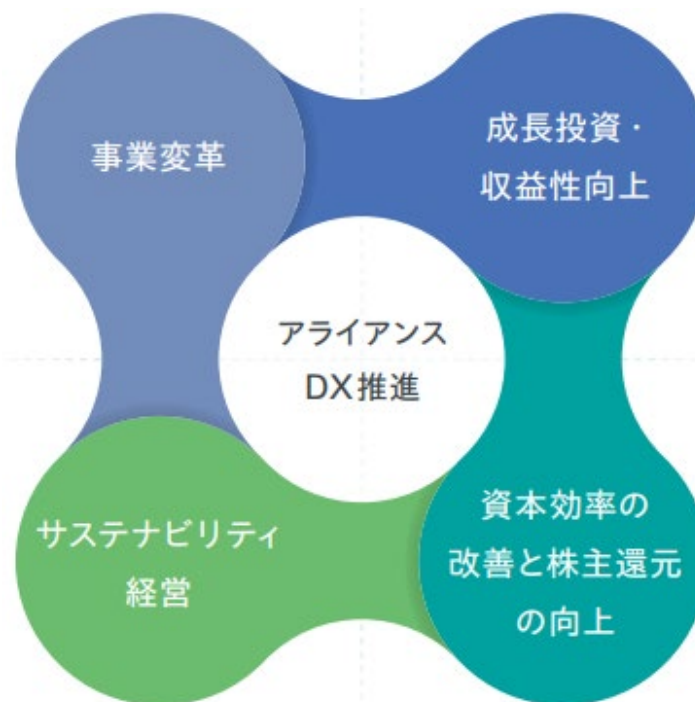 事業変革
成長投資・
収益性向上
アライアンス
DX推進
サステナビリティ
経営
資本効率の
改善と株主還元
の向上